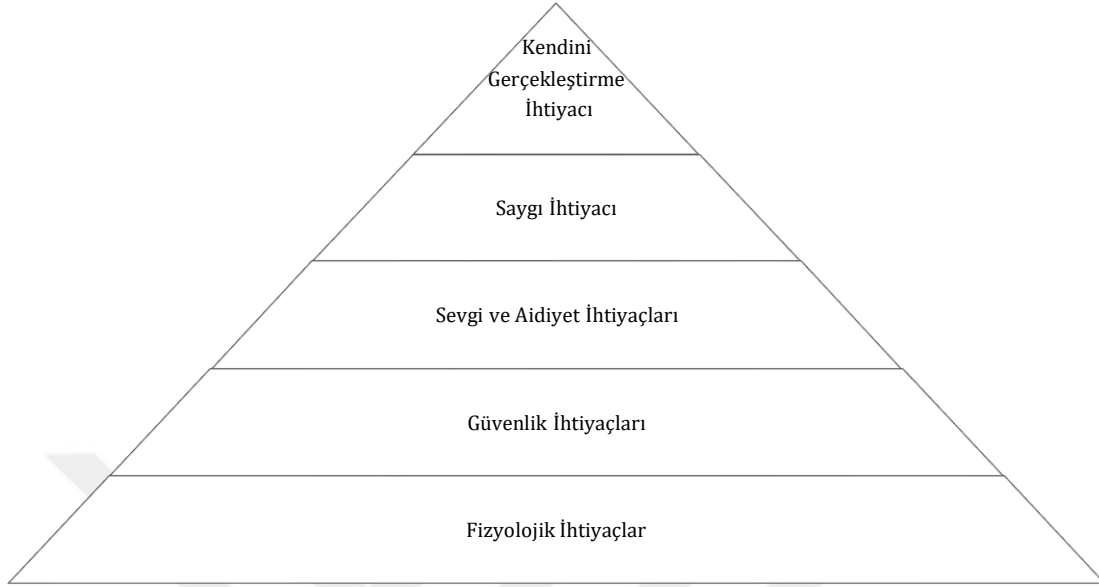 Kendini
Gerçekleştirme
İhtiyacı
Saygı İhtiyacı
Sevgi ve Aidiyet İhtiyaçları
Güvenlik İhtiyaçları
Fizyolojik İhtiyaçlar